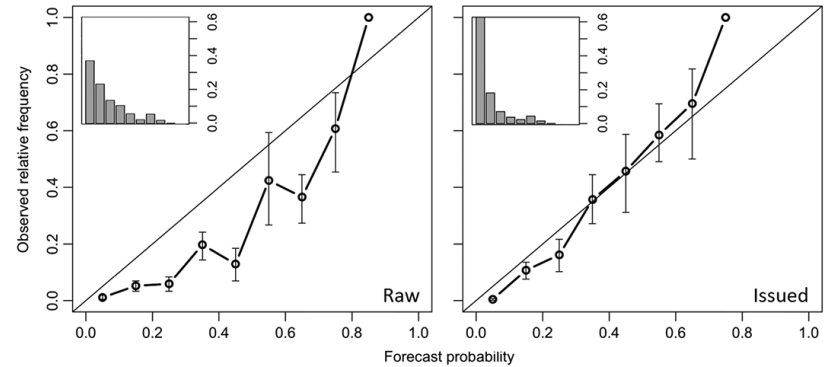 0.0 0.2 0.4 0.6 0.8 1.0
Observed relative frequency
0.0 0.2 0.4 0.6
Raw
0.0 0.2 0.4 0.6 0.8 1.0
0.0 0.2 0.4 0.6
Issued
0.0 0.2 0.4 0.6 0.8 1.0
Forecast probability